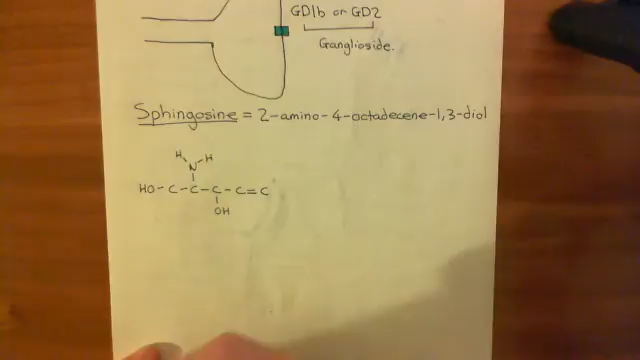 GD1b or GD2
Ganglioside.
Sphingosine = 2-amino-4-octadecene-1,3-diol
H H
N
HO-C-C-C-C=C
OH